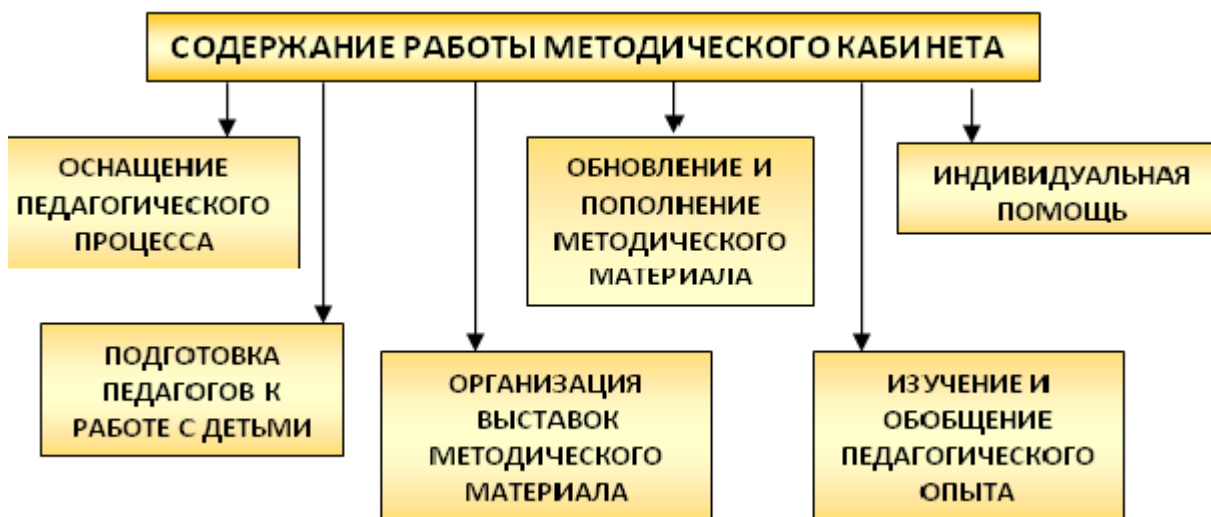 СОДЕРЖАНИЕ РАБОТЫ МЕТОДИЧЕСКОГО КАБИНЕТА
ОСНАЩЕНИЕ
ПЕДАГОГИЧЕСКОГО
ПРОЦЕССА
ОБНОВЛЕНИЕ И
ПОПОЛНЕНИЕ
МЕТОДИЧЕСКОГО
МАТЕРИАЛА
ИНДИВИДУАЛЬНАЯ
ПОМОЩЬ
ПОДГОТОВКА
ПЕДАГОГОВ К
РАБОТЕ С ДЕТЬМИ
ОРГАНИЗАЦИЯ
ВЫСТАВОК
МЕТОДИЧЕСКОГО
МАТЕРИАЛА
ИЗУЧЕНИЕ И
ОБОБЩЕНИЕ
ПЕДАГОГИЧЕСКОГО
ОПЫТА